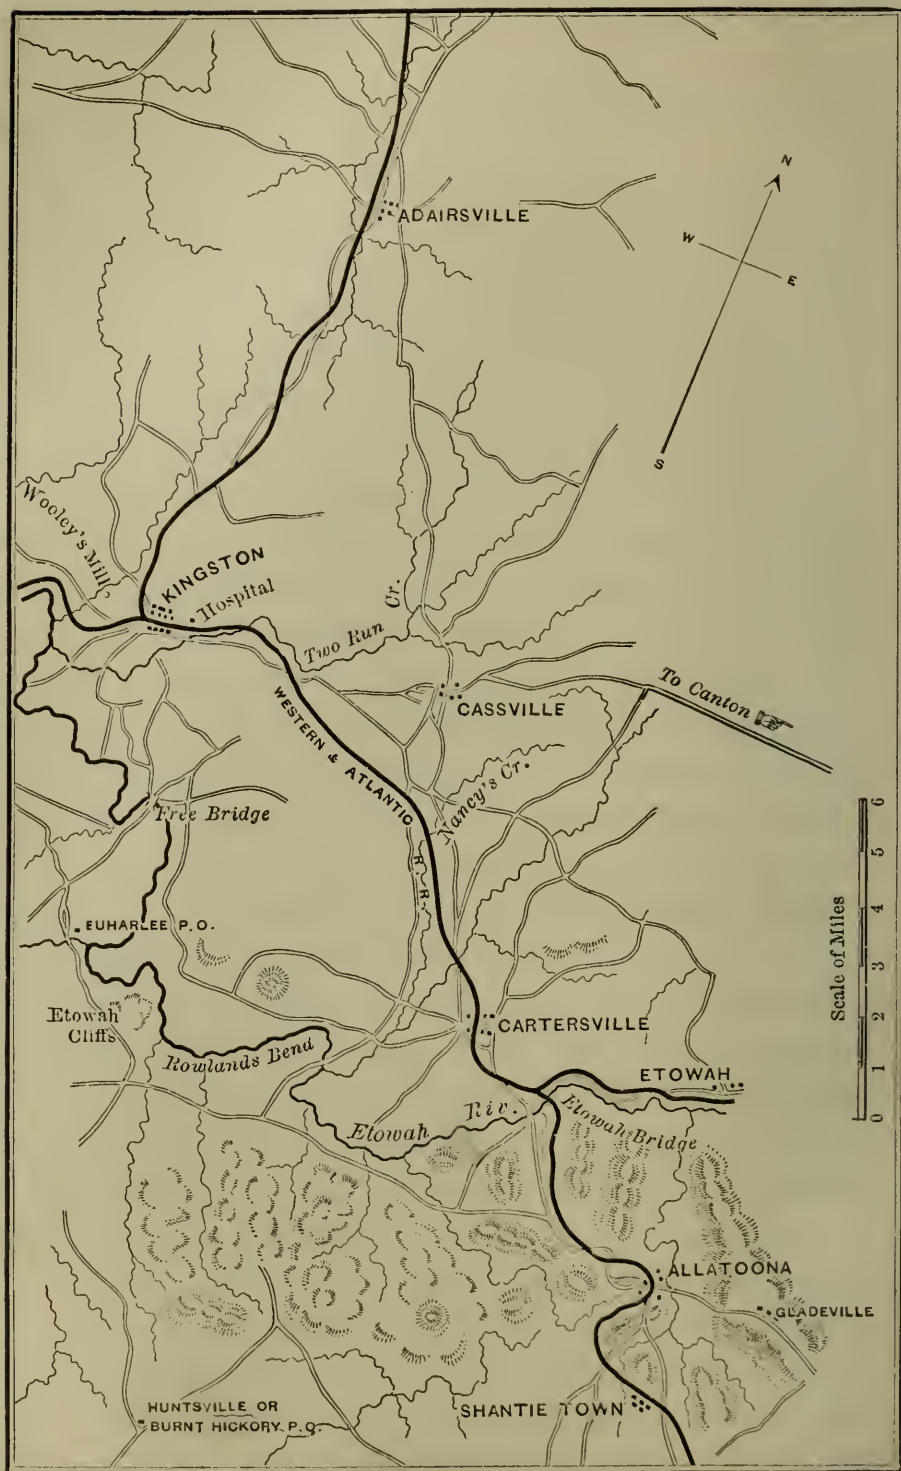 ADAIRSVILLE
N
W
E
S
Wooley's Mill
KINGSTON
Hospital
Two Run Cr.
To Canton
WESTERN & ATLANTIC R. R.
CASSVILLE
Nancy's Cr.
Free Bridge
EUHARLEE P.O.
Etowah
Cliffs
Rowlands Bend
CARTERSVILLE
ETOWAH
Etowah Riv.
Etowah Bridge
Scale of Miles
6
5
4
3
2
1
0
ALLATOONA
GLADEVILLE
SHANTIE TOWN
HUNTSVILLE OR
BURNT HICKORY P.O.